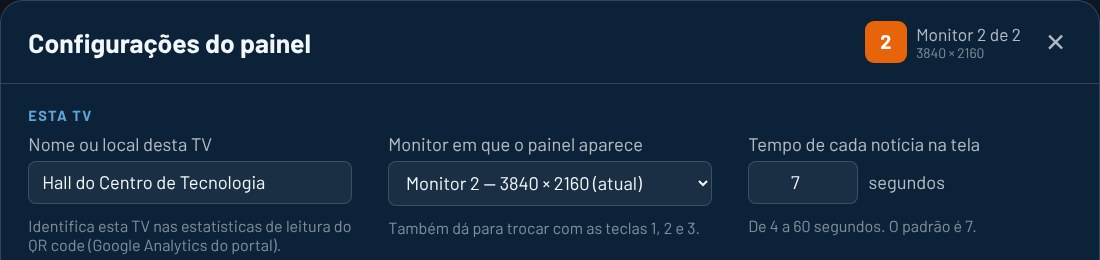 Configurações do painel
2
Monitor 2 de 2
3840 × 2160
×
ESTA TV
Nome ou local desta TV
Hall do Centro de Tecnologia
Identifica esta TV nas estatísticas de leitura do
QR code (Google Analytics do portal).
Monitor em que o painel aparece
Monitor 2 — 3840 × 2160 (atual)
Também dá para trocar com as teclas 1, 2 e 3.
Tempo de cada notícia na tela
7 segundos
De 4 a 60 segundos. O padrão é 7.